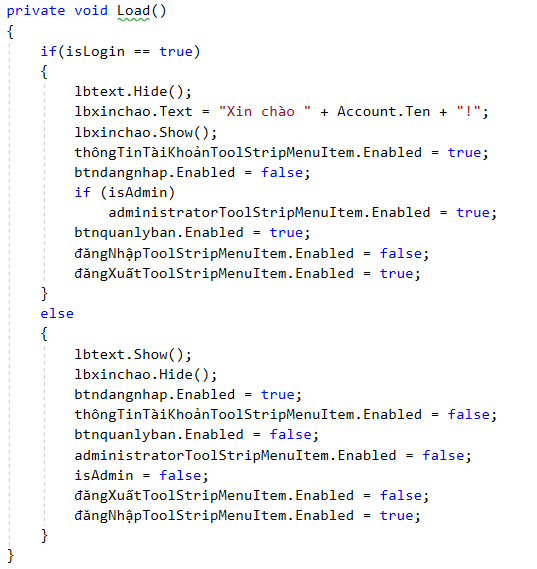 private void Load()
{
if(isLogin == true)
{
lbtext.Hide();
lbxinchao.Text = "Xin chào " + Account.Ten + "!";
lbxinchao.Show();
thôngTinTàiKhoảnToolStripMenuItem.Enabled = true;
btndangnhap.Enabled = false;
if (isAdmin)
administratorToolStripMenuItem.Enabled = true;
btnquanlyban.Enabled = true;
đăngNhậpToolStripMenuItem.Enabled = false;
đăngXuấtToolStripMenuItem.Enabled = true;
}
else
{
lbtext.Show();
lbxinchao.Hide();
btndangnhap.Enabled = true;
thôngTinTàiKhoảnToolStripMenuItem.Enabled = false;
btnquanlyban.Enabled = false;
administratorToolStripMenuItem.Enabled = false;
isAdmin = false;
đăngXuấtToolStripMenuItem.Enabled = false;
đăngNhậpToolStripMenuItem.Enabled = true;
}
}